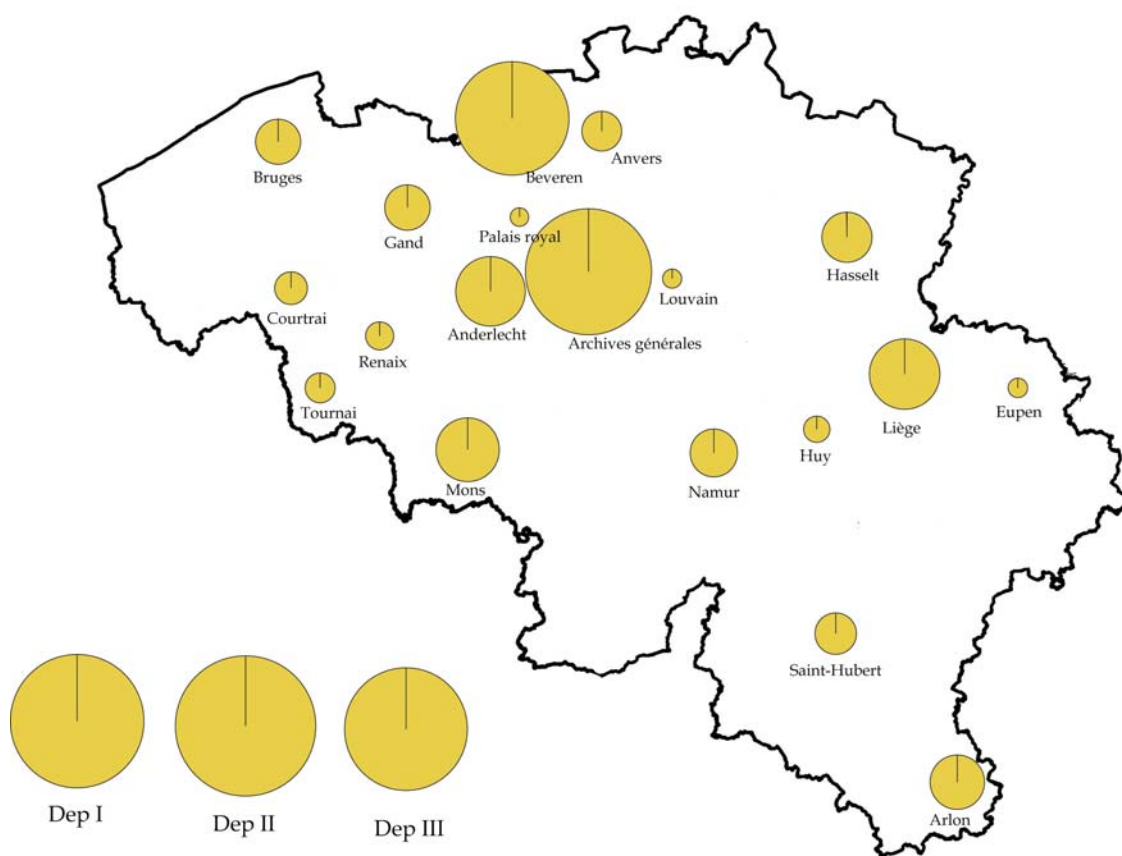 Anvers
Bruges
Beveren
Gand
Palais royal
Hasselt
Louvain
Courtrai
Anderlecht
Archives générales
Renaix
Tournai
Eupen
Liège
Huy
Mons
Namur
Saint-Hubert
Dep I
Dep II
Dep III
Arlon